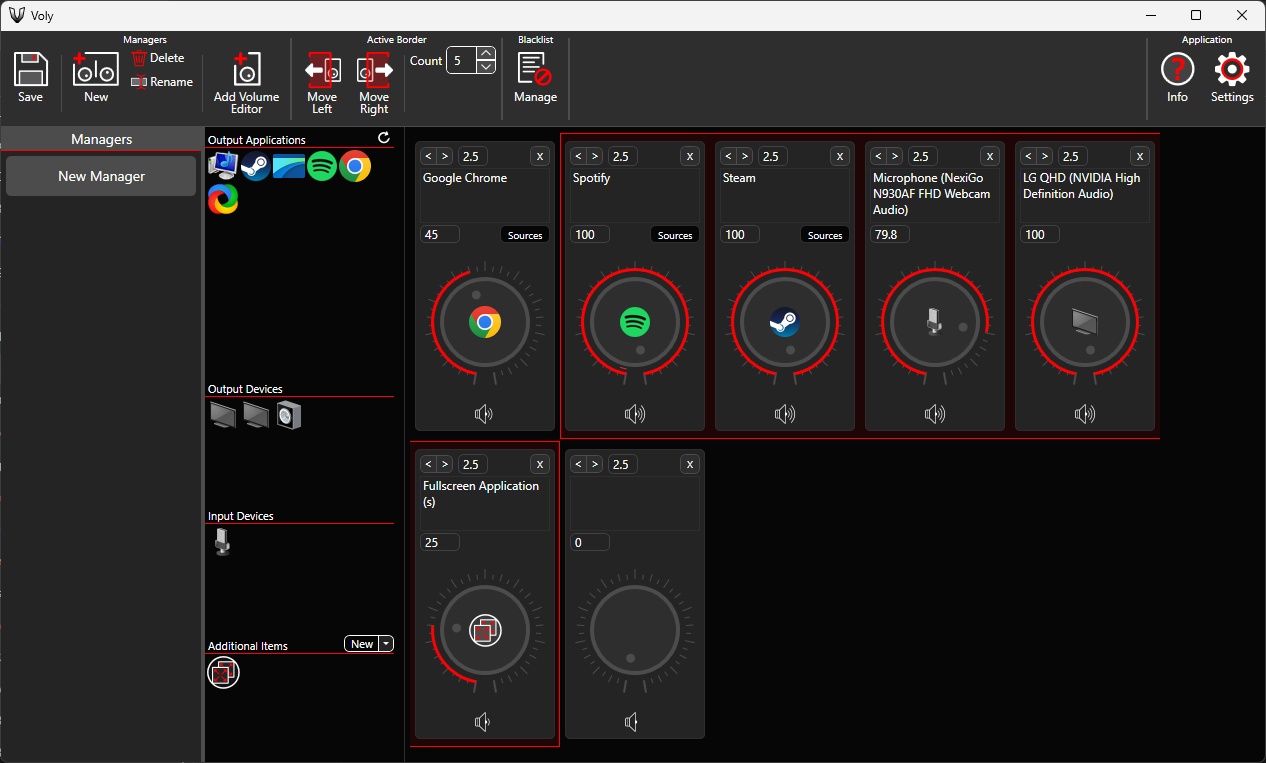 Voly
Managers
Save
New
Delete
Rename
Add Volume
Editor
Active Border
Move
Left
Move
Right
Count 5
Blacklist
Manage
Application
Info
Settings
Managers
New Manager
Output Applications
Output Devices
Input Devices
Additional Items
New
< > 2.5 x
Google Chrome
45 Sources
< > 2.5 x
Spotify
100 Sources
< > 2.5 x
Steam
100 Sources
< > 2.5 x
Microphone (NexiGo
N930AF FHD Webcam
Audio)
79.8
< > 2.5 x
LG QHD (NVIDIA High
Definition Audio)
100
< > 2.5 x
Fullscreen Application
(s)
25
< > 2.5 x
0